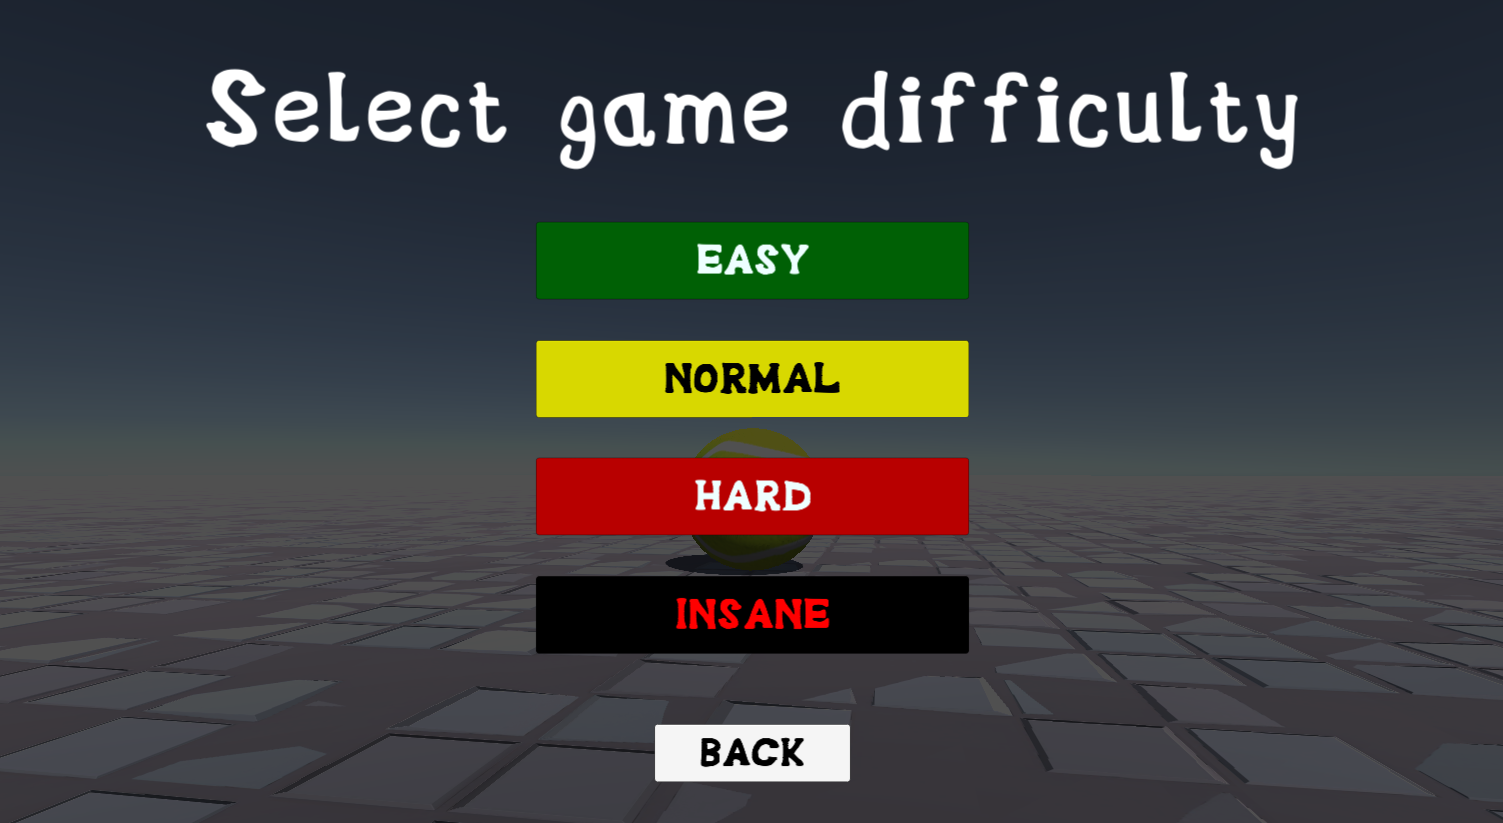 Select game difficulty
EASY
NORMAL
HARD
INSANE
BACK